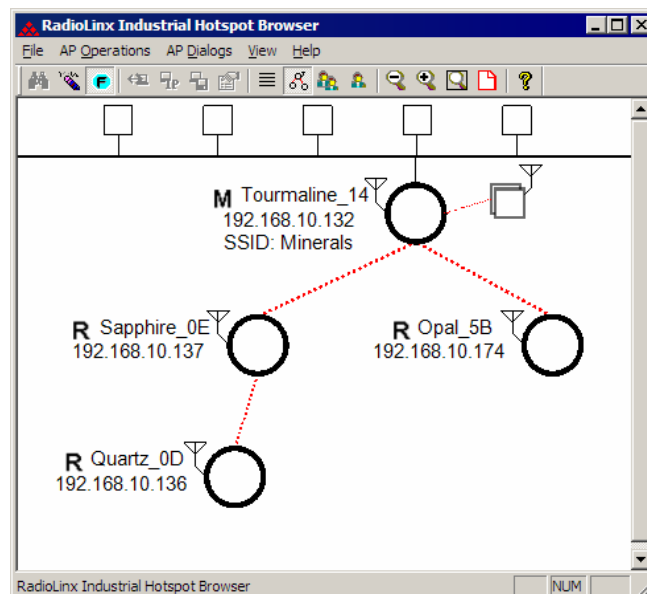 RadioLinx Industrial Hotspot Browser
File AP Operations AP Dialogs View Help
M Tourmaline_14
192.168.10.132
SSID: Minerals
R Sapphire_0E
192.168.10.137
R Opal_5B
192.168.10.174
R Quartz_0D
192.168.10.136
RadioLinx Industrial Hotspot Browser NUM